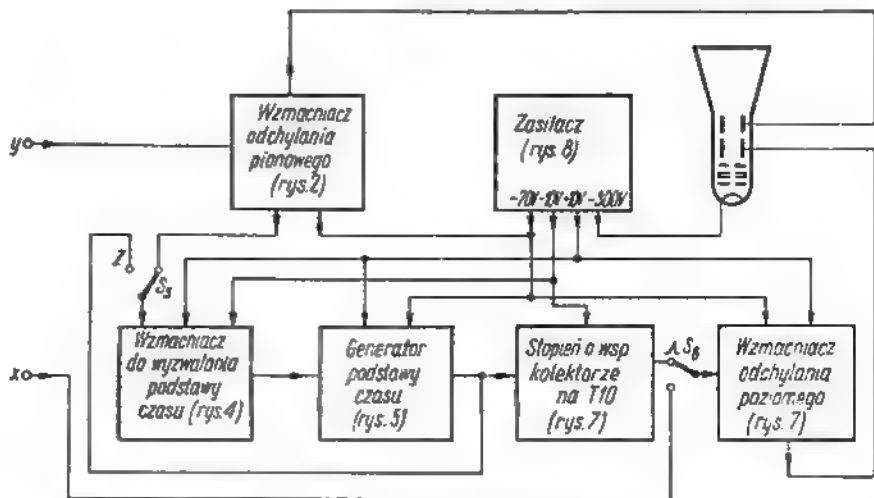 Wzmacniacz
odchylania
pionowego
(rys.2)
Zasilacz
(rys. 8)
-70V -10V +10V -300V
y
Z
S5
x
Wzmacniacz
do wyzwalania
podstawy
czasu (rys.4)
Generator
podstawy
czasu
(rys. 5)
Stopień o wsp
kolektorze
na T10
(rys.7)
A S6
Wzmacniacz
odchylania
poziomego
(rys. 7)